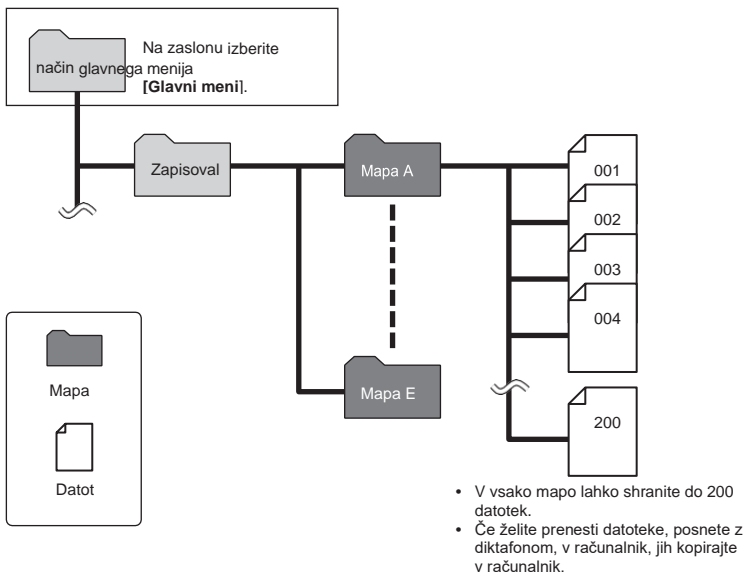 Na zaslonu izberite
način glavnega menija
[Glavni meni].
Zapisoval
Mapa A
001
002
003
004
Mapa
Mapa E
200
Datot
• V vsako mapo lahko shranite do 200
datotek.
• Če želite prenesti datoteke, posnete z
diktafonom, v računalnik, jih kopirajte
v računalnik.